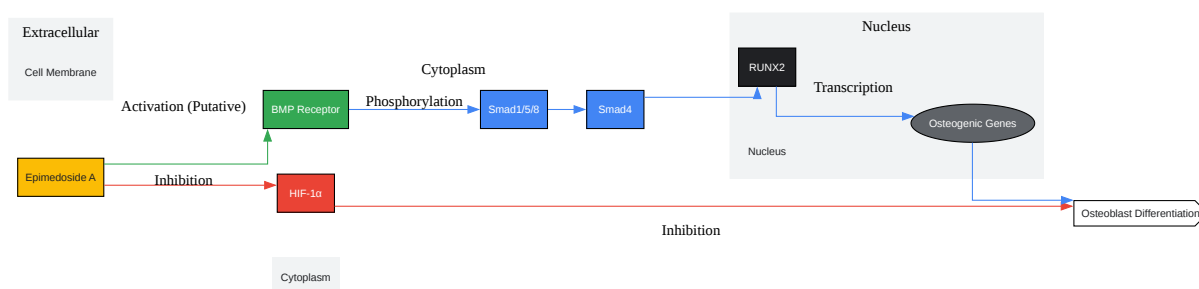 Extracellular
Cell Membrane
Nucleus
RUNX2
Cytoplasm
Transcription
Activation (Putative)
BMP Receptor
Phosphorylation
Smad1/5/8
Smad4
Osteogenic Genes
Nucleus
Epimedoside A
Inhibition
HIF-1α
Osteoblast Differentiation
Inhibition
Cytoplasm